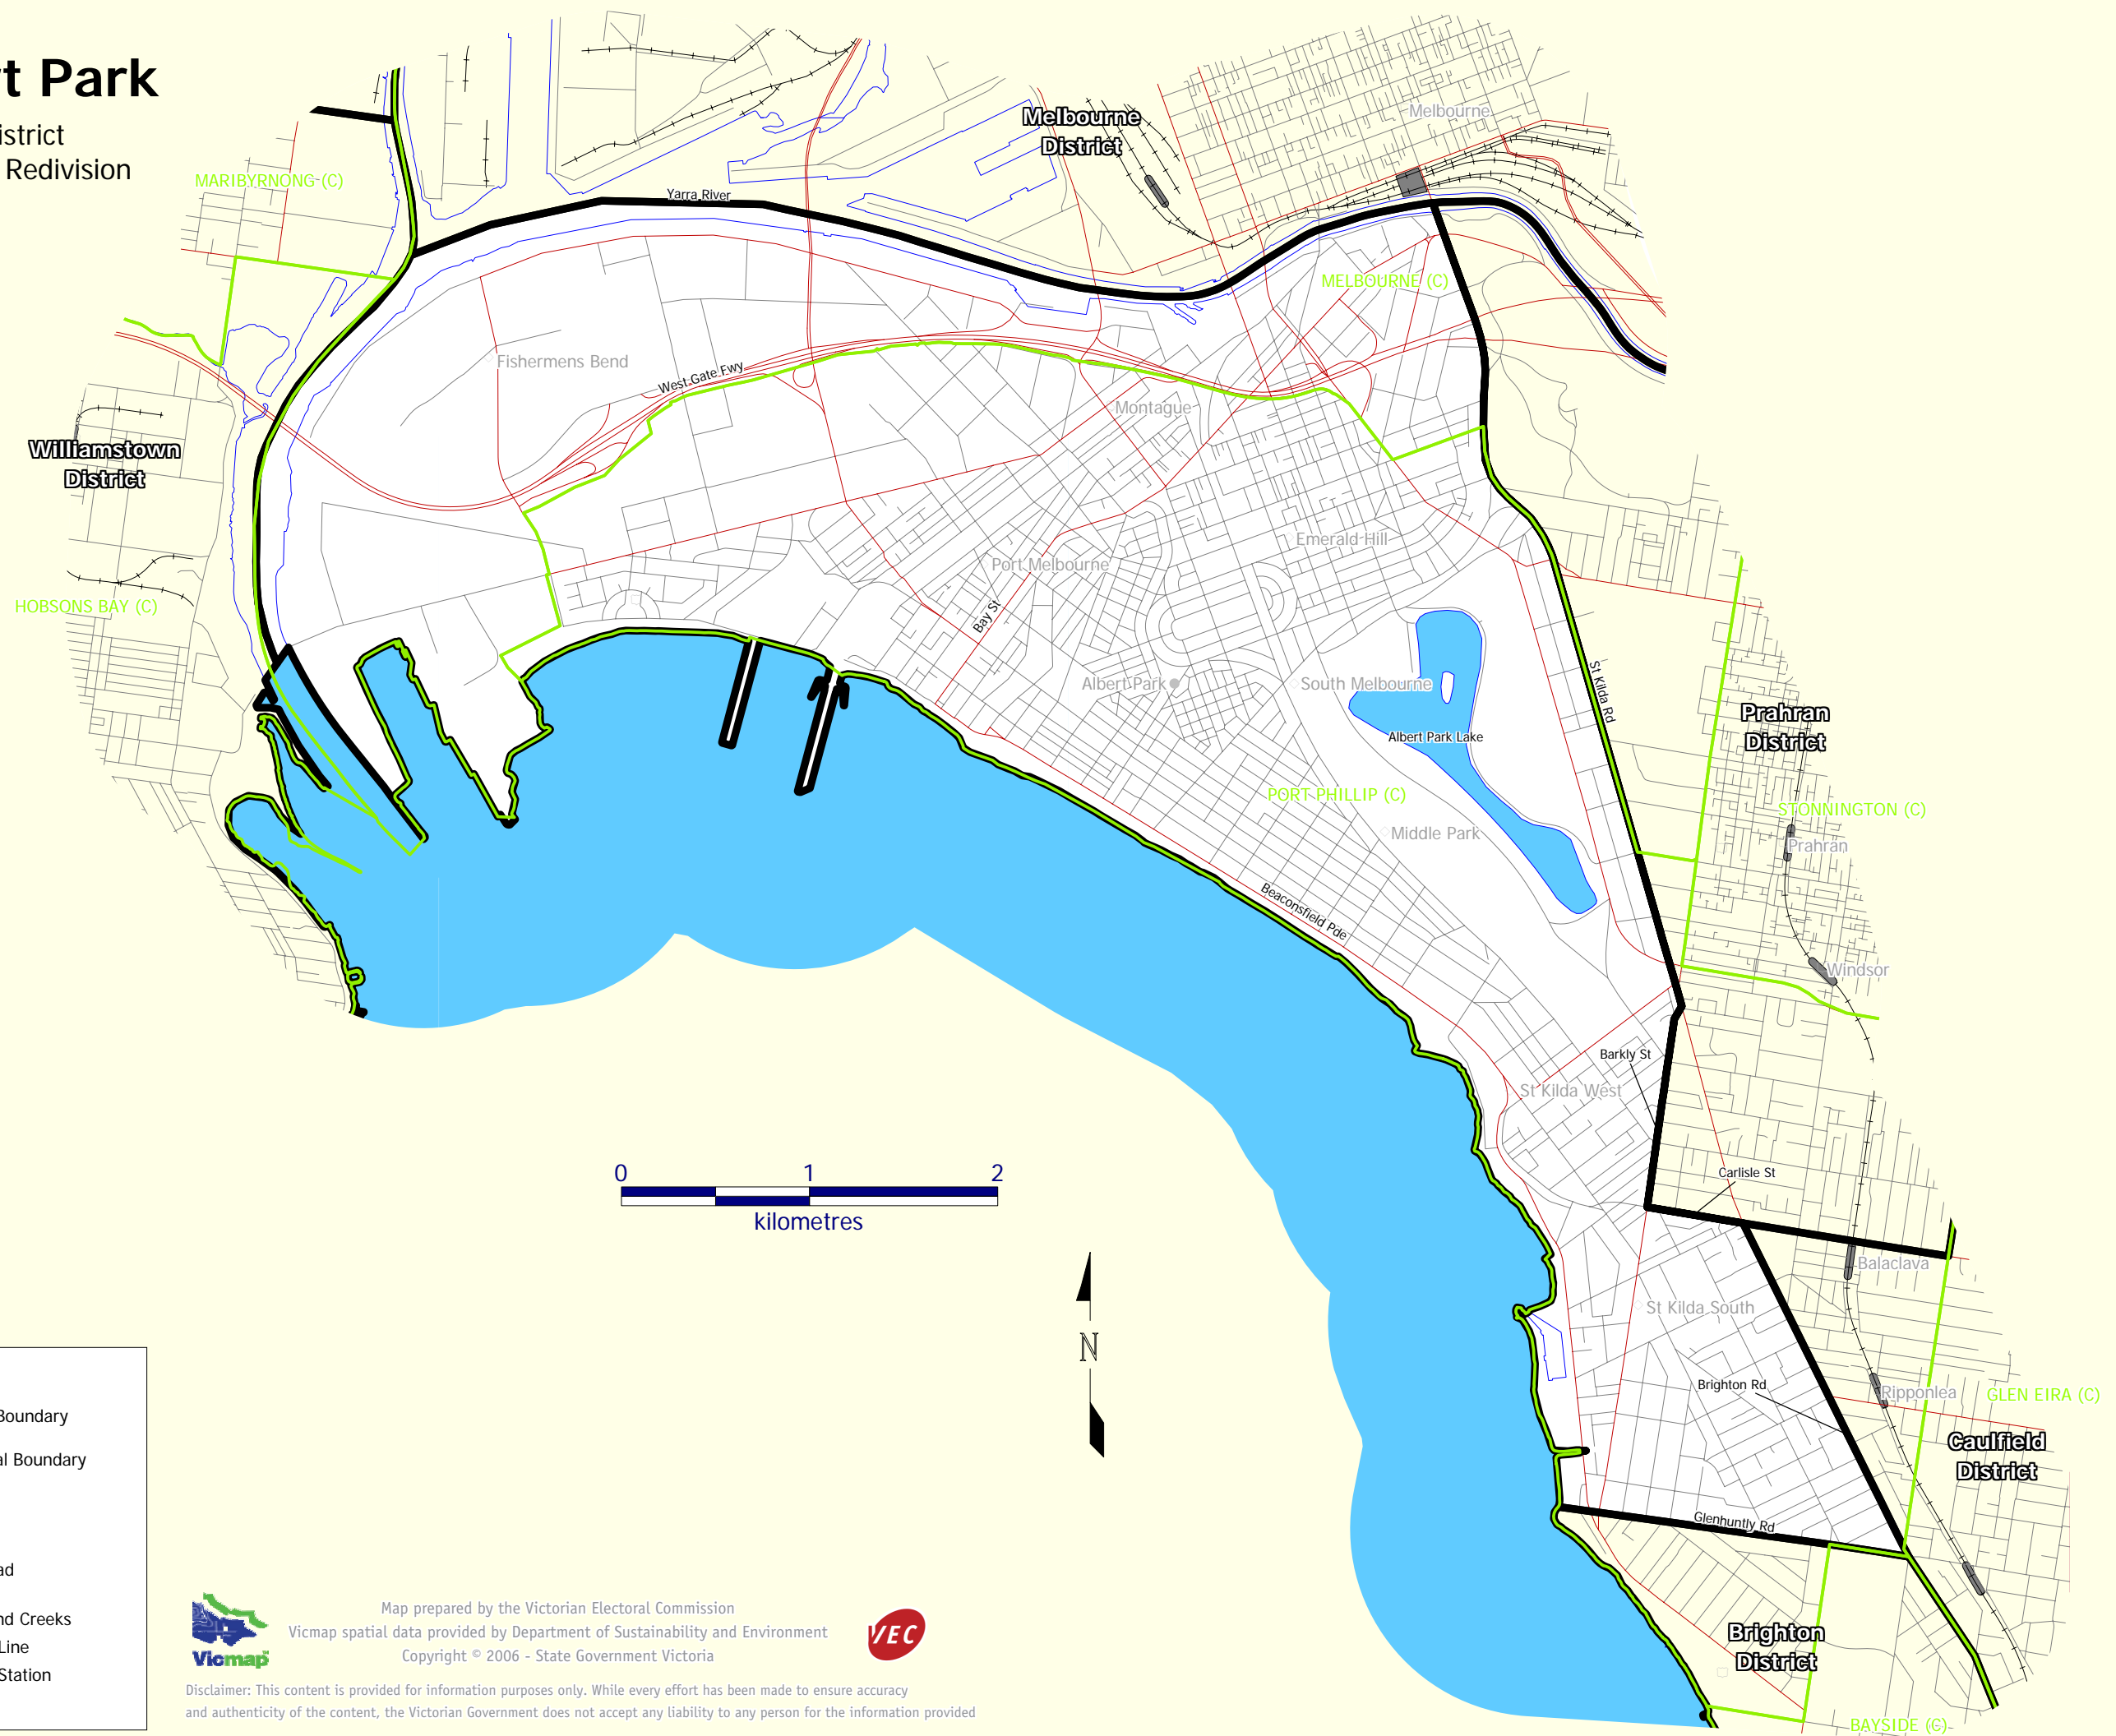 t Park
istrict
Redivision
MARIBYRNONG (C)
Yarra River
Melbourne
District
Melbourne
MELBOURNE (C)
Fishermens Bend
West Gate Fwy
Montague
Williamstown
District
HOBSONS BAY (C)
Port Melbourne
Emerald Hill
Bay St
Albert Park
South Melbourne
St Kilda Rd
Albert Park Lake
Prahran
District
PORT PHILLIP (C)
STONNINGTON (C)
Middle Park
Prahran
Beaconsfield Pde
Windsor
Barkly St
St Kilda West
Carlisle St
0 1 2
kilometres
Balaclava
St Kilda South
N
Brighton Rd
Ripponlea
GLEN EIRA (C)
Caulfield
District
Glenhuntly Rd
Brighton
District
BAYSIDE (C)
Boundary
al Boundary
ad
nd Creeks
Line
Station
Vicmap
Map prepared by the Victorian Electoral Commission
Vicmap spatial data provided by Department of Sustainability and Environment
Copyright © 2006 - State Government Victoria
VEC
Disclaimer: This content is provided for information purposes only. While every effort has been made to ensure accuracy
and authenticity of the content, the Victorian Government does not accept any liability to any person for the information provided